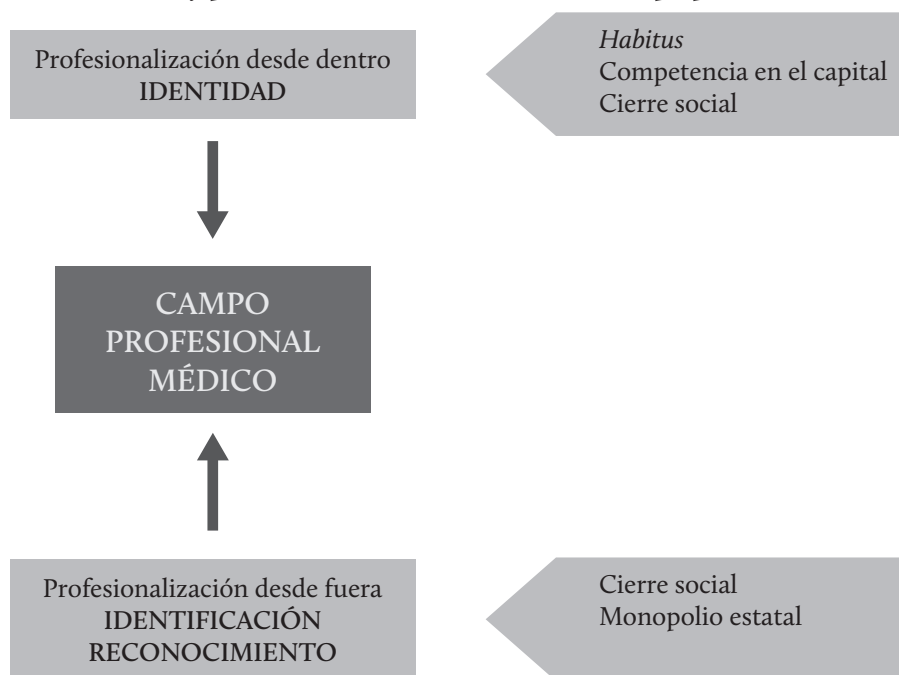 Profesionalización desde dentro
IDENTIDAD
Habitus
Competencia en el capital
Cierre social
CAMPO
PROFESIONAL
MÉDICO
Profesionalización desde fuera
IDENTIFICACIÓN
RECONOCIMIENTO
Cierre social
Monopolio estatal